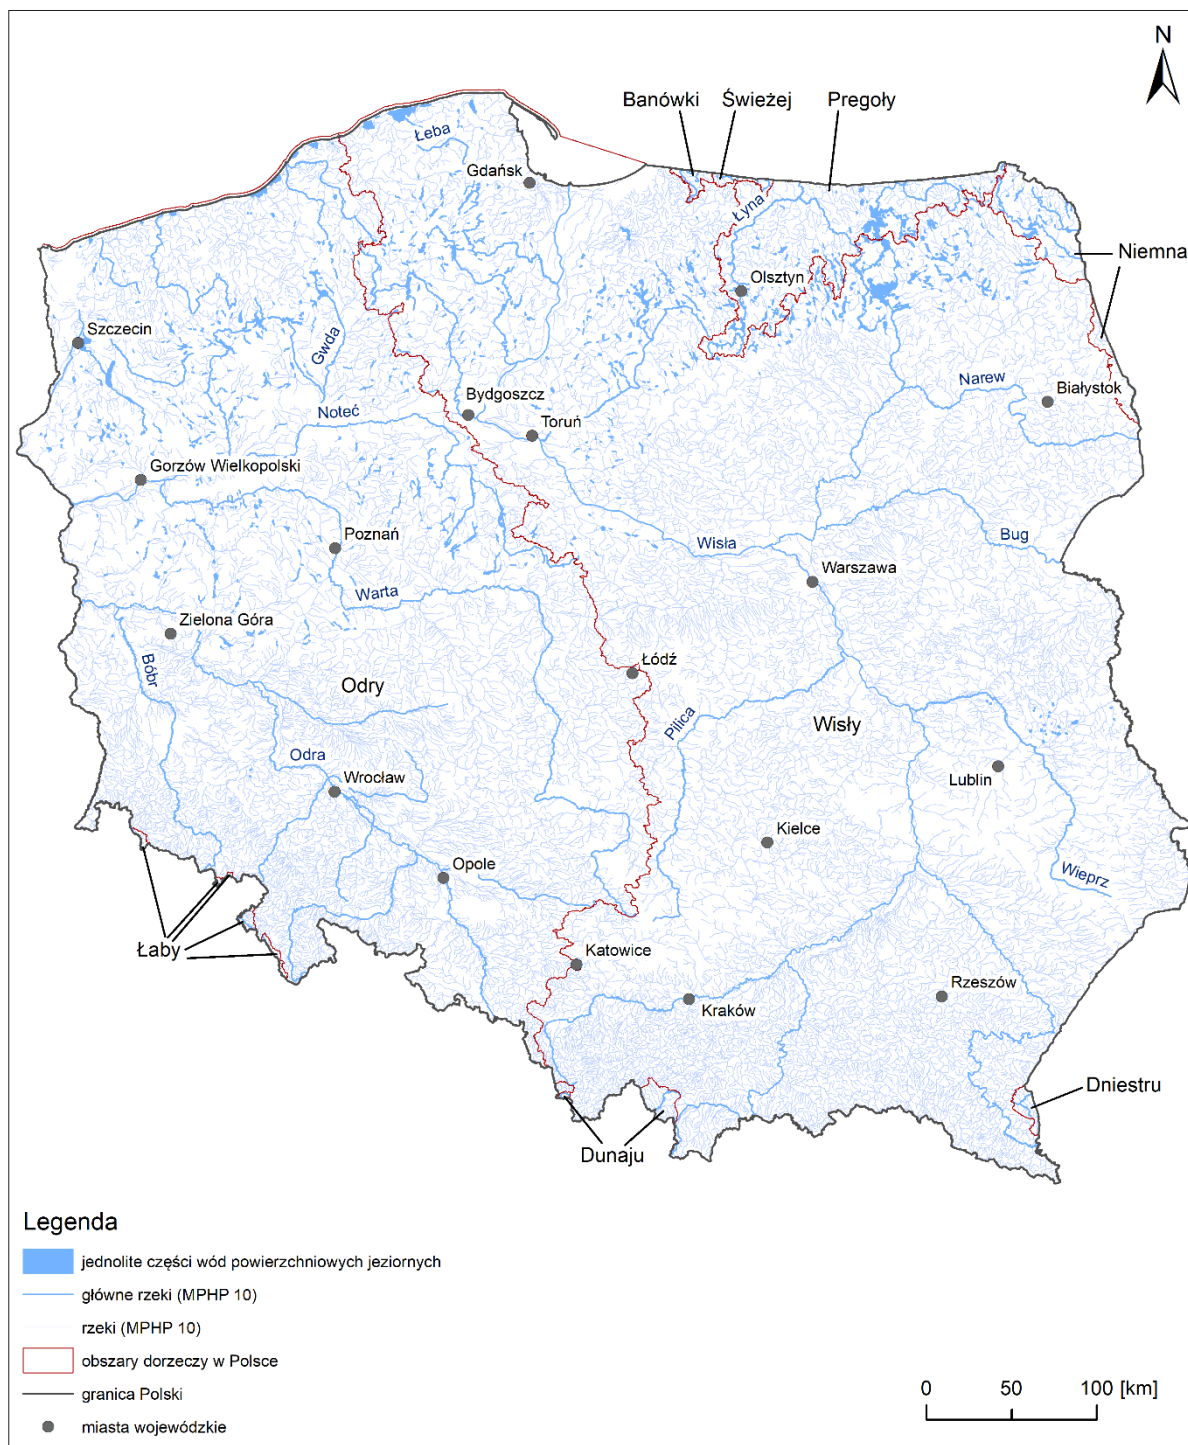 N
Banówki Świeżej Pregoły
Łeba
Gdańsk
Łyna
Niemna
Olsztyn
Szczecin
Gwda
Narew
Białystok
Bydgoszcz
Noteć
Toruń
Gorzów Wielkopolski
Poznań
Wisła
Bug
Warszawa
Warta
Zielona Góra
Bóbr
Łódź
Odry
Pilica
Wisły
Odra
Wrocław
Lublin
Kielce
Opole
Wieprz
Łaby
Katowice
Rzeszów
Kraków
Dniestru
Dunaju
Legenda
jednolite części wód powierzchniowych jeziornych
główne rzeki (MPHP 10)
rzeki (MPHP 10)
obszary dorzeczy w Polsce
granica Polski
miasta wojewódzkie
0 50 100 [km]